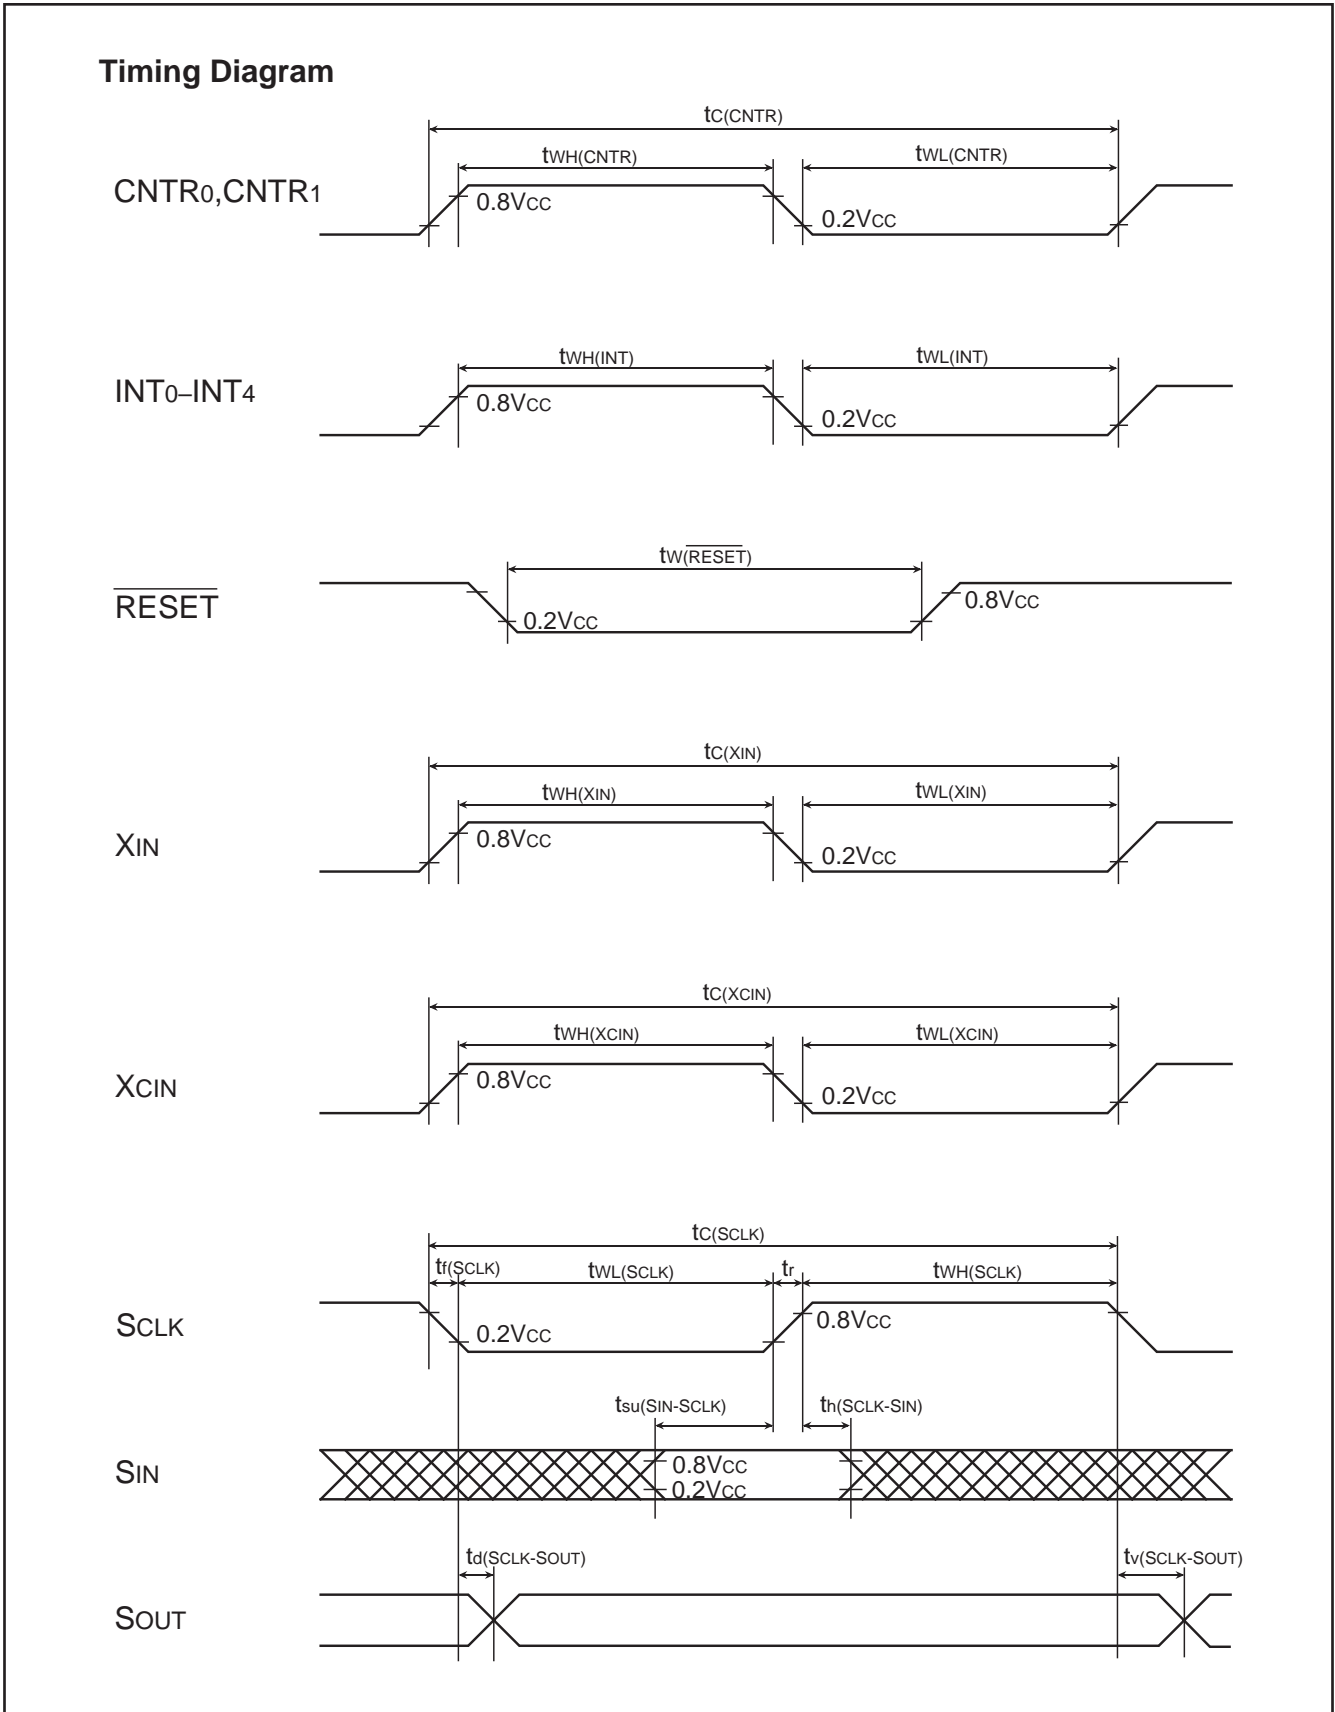 Timing Diagram
tC(CNTR)
tWH(CNTR) tWL(CNTR)
CNTR0,CNTR1
0.8VCC
0.2VCC
tWH(INT) tWL(INT)
INT0–INT4
0.8VCC
0.2VCC
tW(RESET)
RESET
0.2VCC
0.8VCC
tC(XIN)
tWH(XIN) tWL(XIN)
XIN
0.8VCC
0.2VCC
tC(XCIN)
tWH(XCIN) tWL(XCIN)
XCIN
0.8VCC
0.2VCC
tC(SCLK)
tf(SCLK) tWL(SCLK) tr tWH(SCLK)
SCLK
0.2VCC
0.8VCC
tsu(SIN-SCLK) th(SCLK-SIN)
SIN
0.8VCC
0.2VCC
td(SCLK-SOUT) tv(SCLK-SOUT)
SOUT